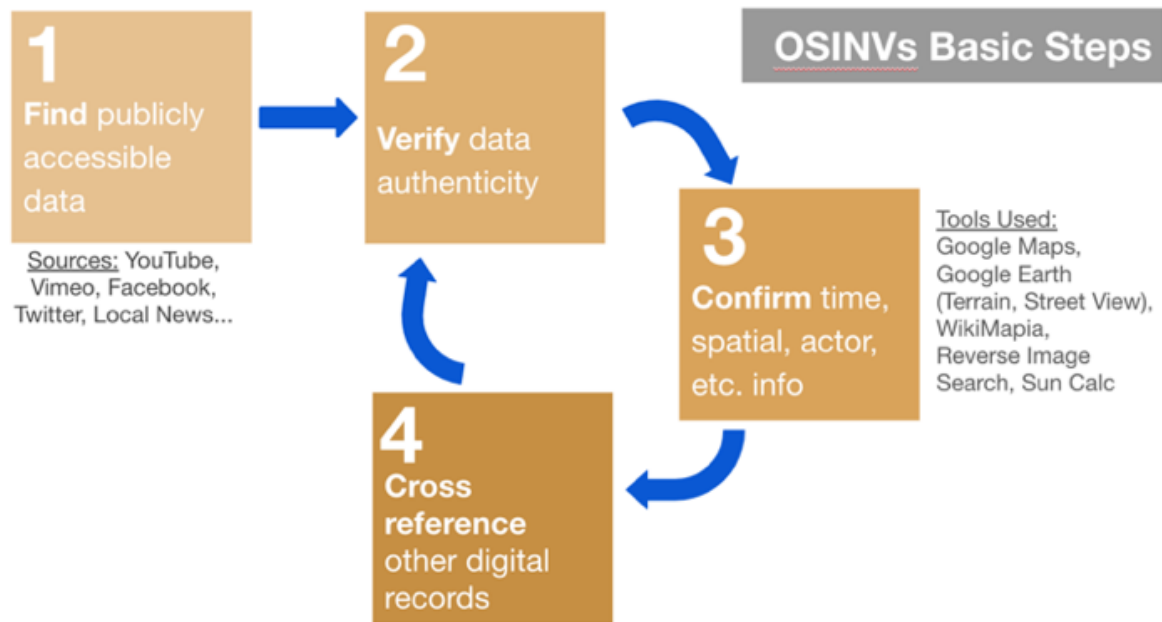 OSINVs Basic Steps
1
Find publicly
accessible
data
Sources: YouTube,
Vimeo, Facebook,
Twitter, Local News...
2
Verify data
authenticity
3
Confirm time,
spatial, actor,
etc. info
Tools Used:
Google Maps,
Google Earth
(Terrain, Street View),
WikiMapia,
Reverse Image
Search, Sun Calc
4
Cross
reference
other digital
records